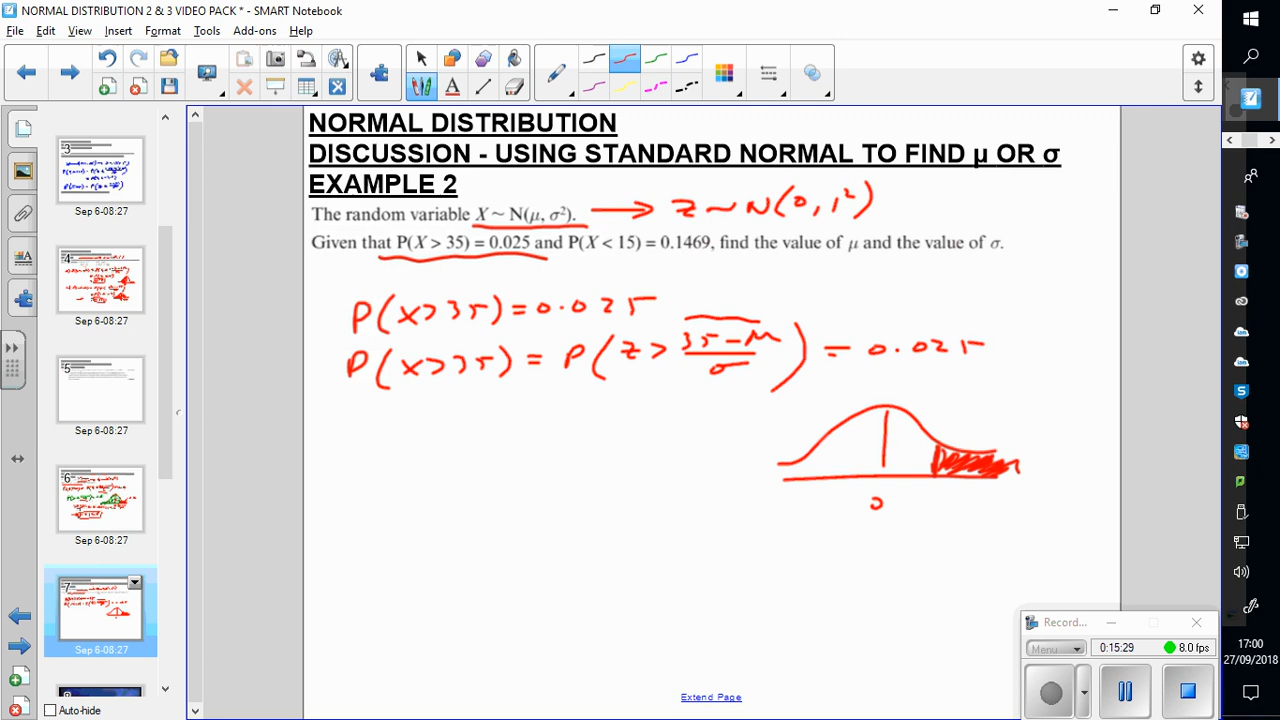 NORMAL DISTRIBUTION 2 & 3 VIDEO PACK * - SMART Notebook
File Edit View Insert Format Tools Add-ons Help
NORMAL DISTRIBUTION
DISCUSSION - USING STANDARD NORMAL TO FIND μ OR σ
EXAMPLE 2
The random variable X ~ N(μ, σ²). → Z ~ N(0, 1²)
Given that P(X > 35) = 0.025 and P(X < 15) = 0.1469, find the value of μ and the value of σ.
P(X > 35) = 0.025
P(X > 35) = P(Z > (35 - μ)/σ) = 0.025
0
3
Sep 6-08:27
4
Sep 6-08:27
5
Sep 6-08:27
6
Sep 6-08:27
7
Sep 6-08:27
Auto-hide
Extend Page
Record...
Menu 0:15:29 8.0 fps
17:00
27/09/2018